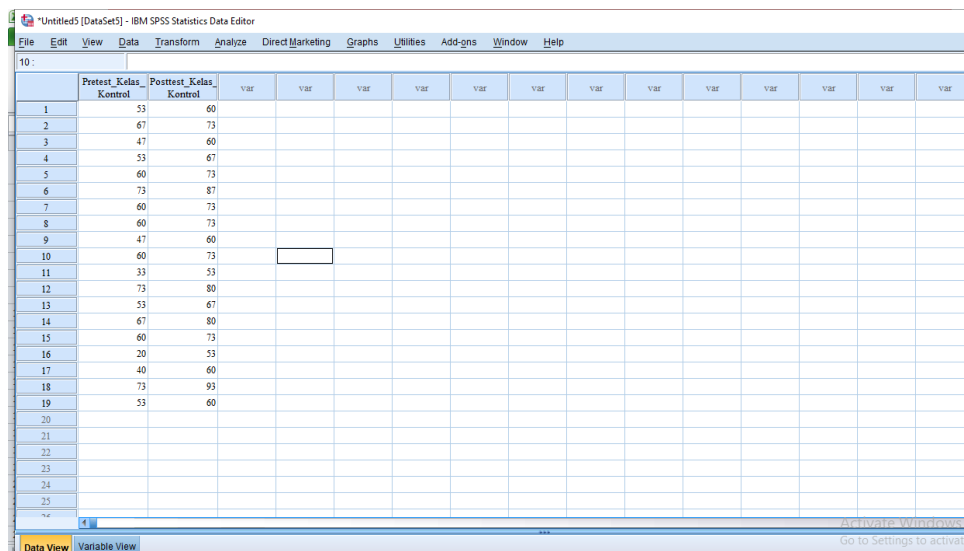 *Untitled5 [DataSet5] - IBM SPSS Statistics Data Editor
File Edit View Data Transform Analyze Direct Marketing Graphs Utilities Add-ons Window Help
10 :
Pretest_Kelas_ Posttest_Kelas_
Kontrol Kontrol var var var var var var var var var var var var var
1 53 60
2 67 73
3 47 60
4 53 67
5 60 73
6 73 87
7 60 73
8 60 73
9 47 60
10 60 73
11 33 53
12 73 80
13 53 67
14 67 80
15 60 73
16 20 53
17 40 60
18 73 93
19 53 60
20
21
22
23
24
25
26
Activate Windows
Go to Settings to activat
Data View Variable View